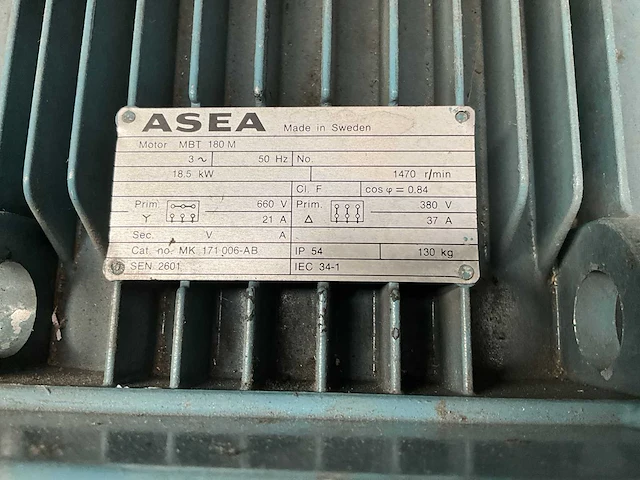 ASEA Made in Sweden
Motor MBT 180 M
3 ~ 50 Hz No.
18,5 kW 1470 r/min
Cl. F cos φ = 0,84
Prim. 660 V Prim. 380 V
Y 21 A Δ 37 A
Sec. V A
Cat. no. MK 171 006-AB IP 54 130 kg
SEN 2601 IEC 34-1